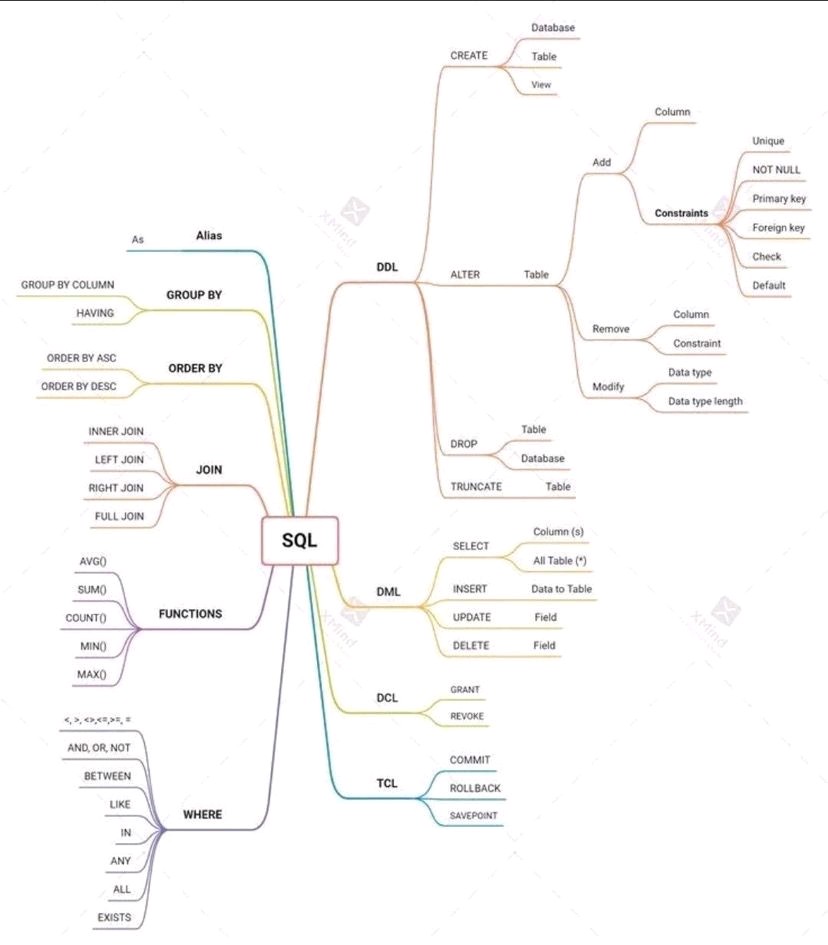 SQL
DDL
CREATE
Database
Table
View
ALTER
Table
Add
Column
Constraints
Unique
NOT NULL
Primary key
Foreign key
Check
Default
Remove
Column
Constraint
Modify
Data type
Data type length
DROP
Table
Database
TRUNCATE
Table
DML
SELECT
Column (s)
All Table (*)
INSERT
Data to Table
UPDATE
Field
DELETE
Field
DCL
GRANT
REVOKE
TCL
COMMIT
ROLLBACK
SAVEPOINT
Alias
As
GROUP BY
GROUP BY COLUMN
HAVING
ORDER BY
ORDER BY ASC
ORDER BY DESC
JOIN
INNER JOIN
LEFT JOIN
RIGHT JOIN
FULL JOIN
FUNCTIONS
AVG()
SUM()
COUNT()
MIN()
MAX()
WHERE
<, >, <>,<=,>=, =
AND, OR, NOT
BETWEEN
LIKE
IN
ANY
ALL
EXISTS
XMind
XMind
XMind
XMind